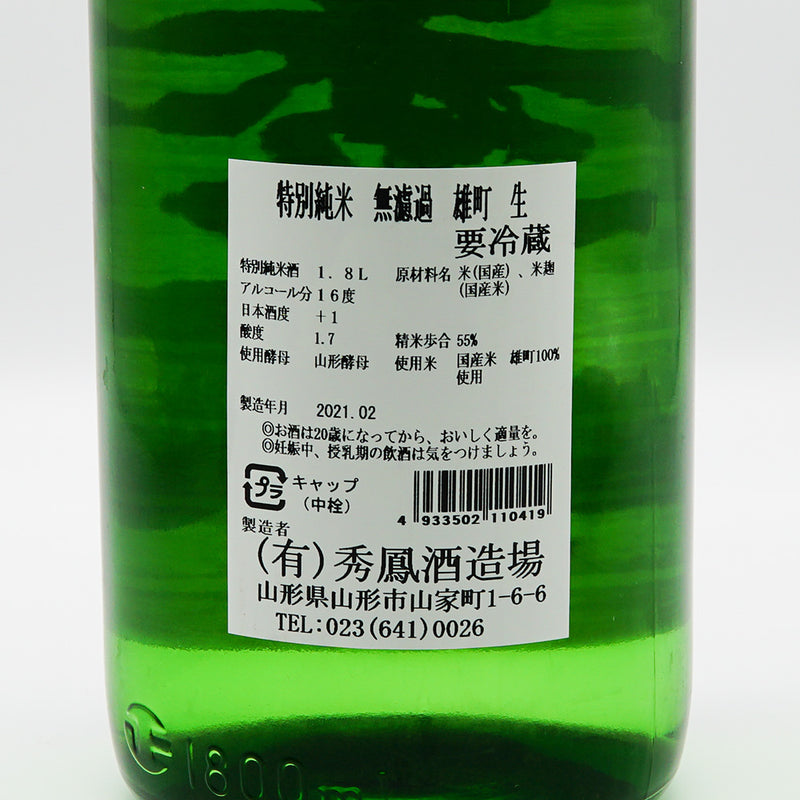 特別純米 無濾過 雄町 生
要冷蔵
特別純米酒 1.8L 原材料名 米(国産)、米麹
アルコール分16度 (国産米)
日本酒度 +1
酸度 1.7 精米歩合 55%
使用酵母 山形酵母 使用米 国産米 雄町100%
使用
製造年月 2021.02
◎お酒は20歳になってから、おいしく適量を。
◎妊娠中、授乳期の飲酒は気をつけましょう。
プラ キャップ
(中栓)
4 933502 110419
製造者
(有)秀鳳酒造場
山形県山形市山家町1-6-6
TEL:023(641)0026
1800